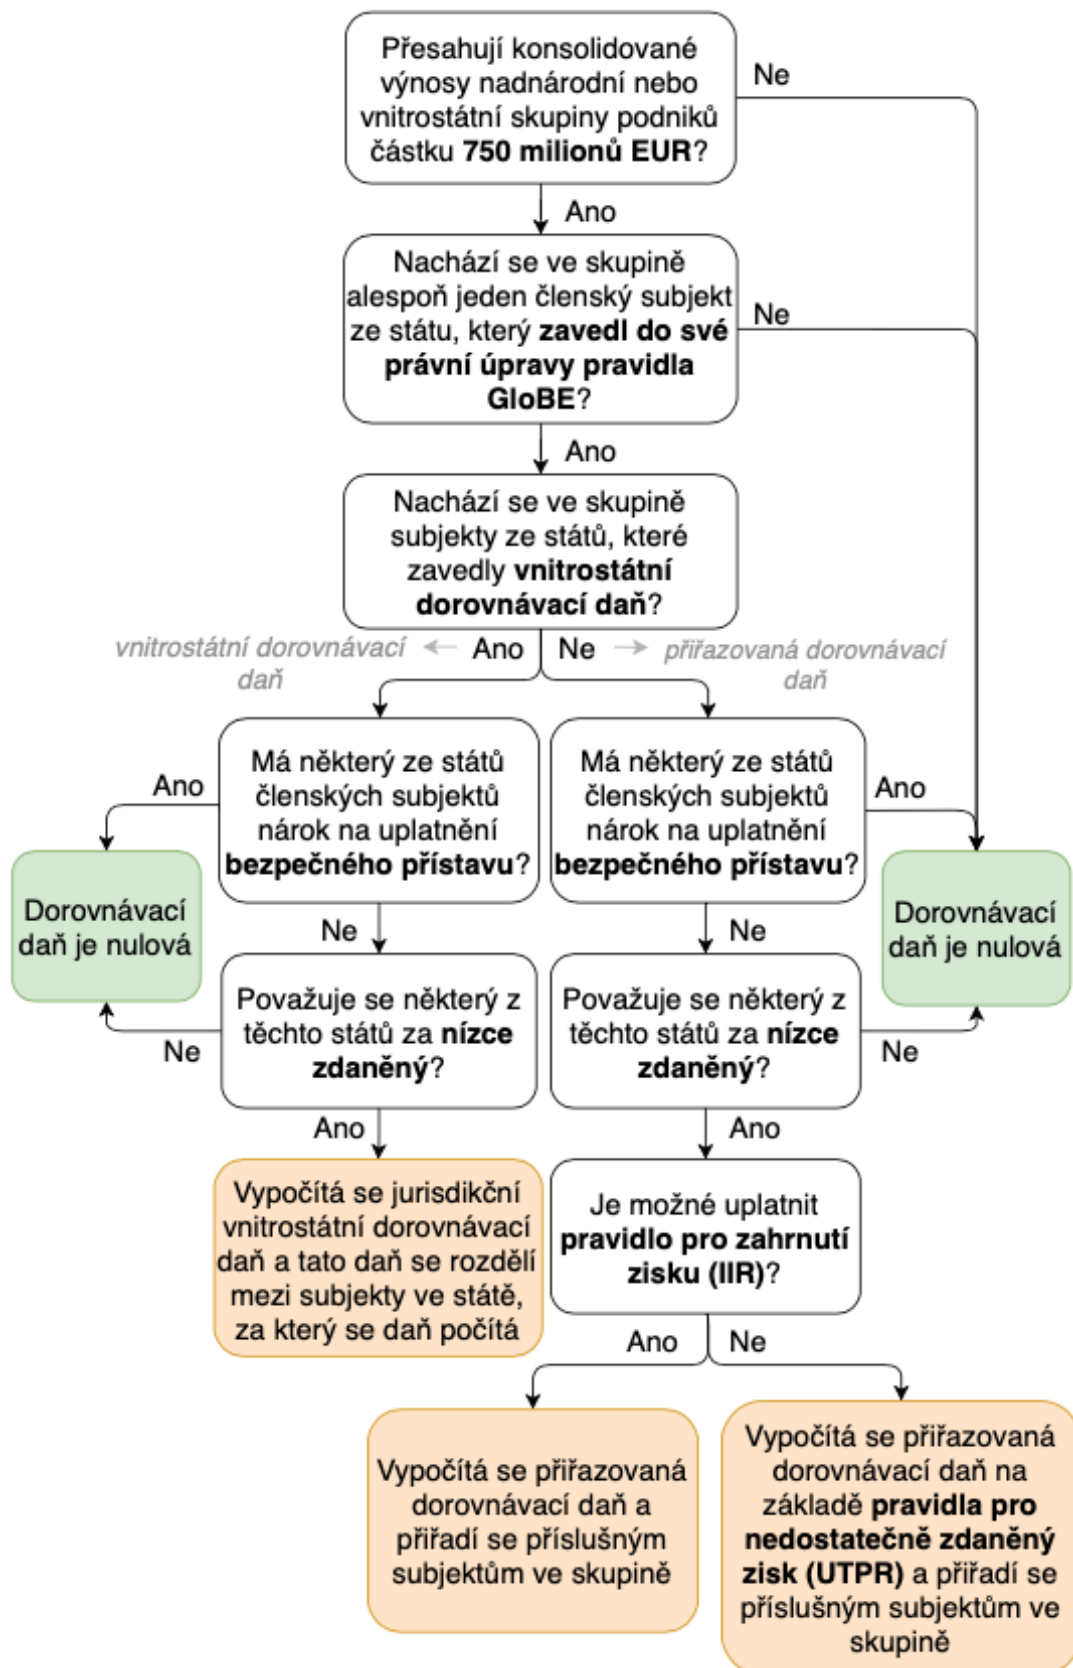 Přesahují konsolidované
výnosy nadnárodní nebo
vnitrostátní skupiny podniků
částku 750 milionů EUR?
Ne
Ano
Nachází se ve skupině
alespoň jeden členský subjekt
ze státu, který zavedl do své
právní úpravy pravidla
GloBE?
Ne
Ano
Nachází se ve skupině
subjekty ze států, které
zavedly vnitrostátní
dorovnávací daň?
vnitrostátní dorovnávací
daň
Ano
Ne
přiřazovaná dorovnávací
daň
Má některý ze států
členských subjektů
nárok na uplatnění
bezpečného přístavu?
Ano
Má některý ze států
členských subjektů
nárok na uplatnění
bezpečného přístavu?
Ano
Dorovnávací
daň je nulová
Ne
Ne
Dorovnávací
daň je nulová
Považuje se některý z
těchto států za nízce
zdaněný?
Ne
Považuje se některý z
těchto států za nízce
zdaněný?
Ne
Ano
Ano
Vypočítá se jurisdikční
vnitrostátní dorovnávací
daň a tato daň se rozdělí
mezi subjekty ve státě,
za který se daň počítá
Je možné uplatnit
pravidlo pro zahrnutí
zisku (IIR)?
Ano
Ne
Vypočítá se přiřazovaná
dorovnávací daň a
přiřadí se příslušným
subjektům ve skupině
Vypočítá se přiřazovaná
dorovnávací daň na
základě pravidla pro
nedostatečně zdaněný
zisk (UTPR) a přiřadí se
příslušným subjektům ve
skupině